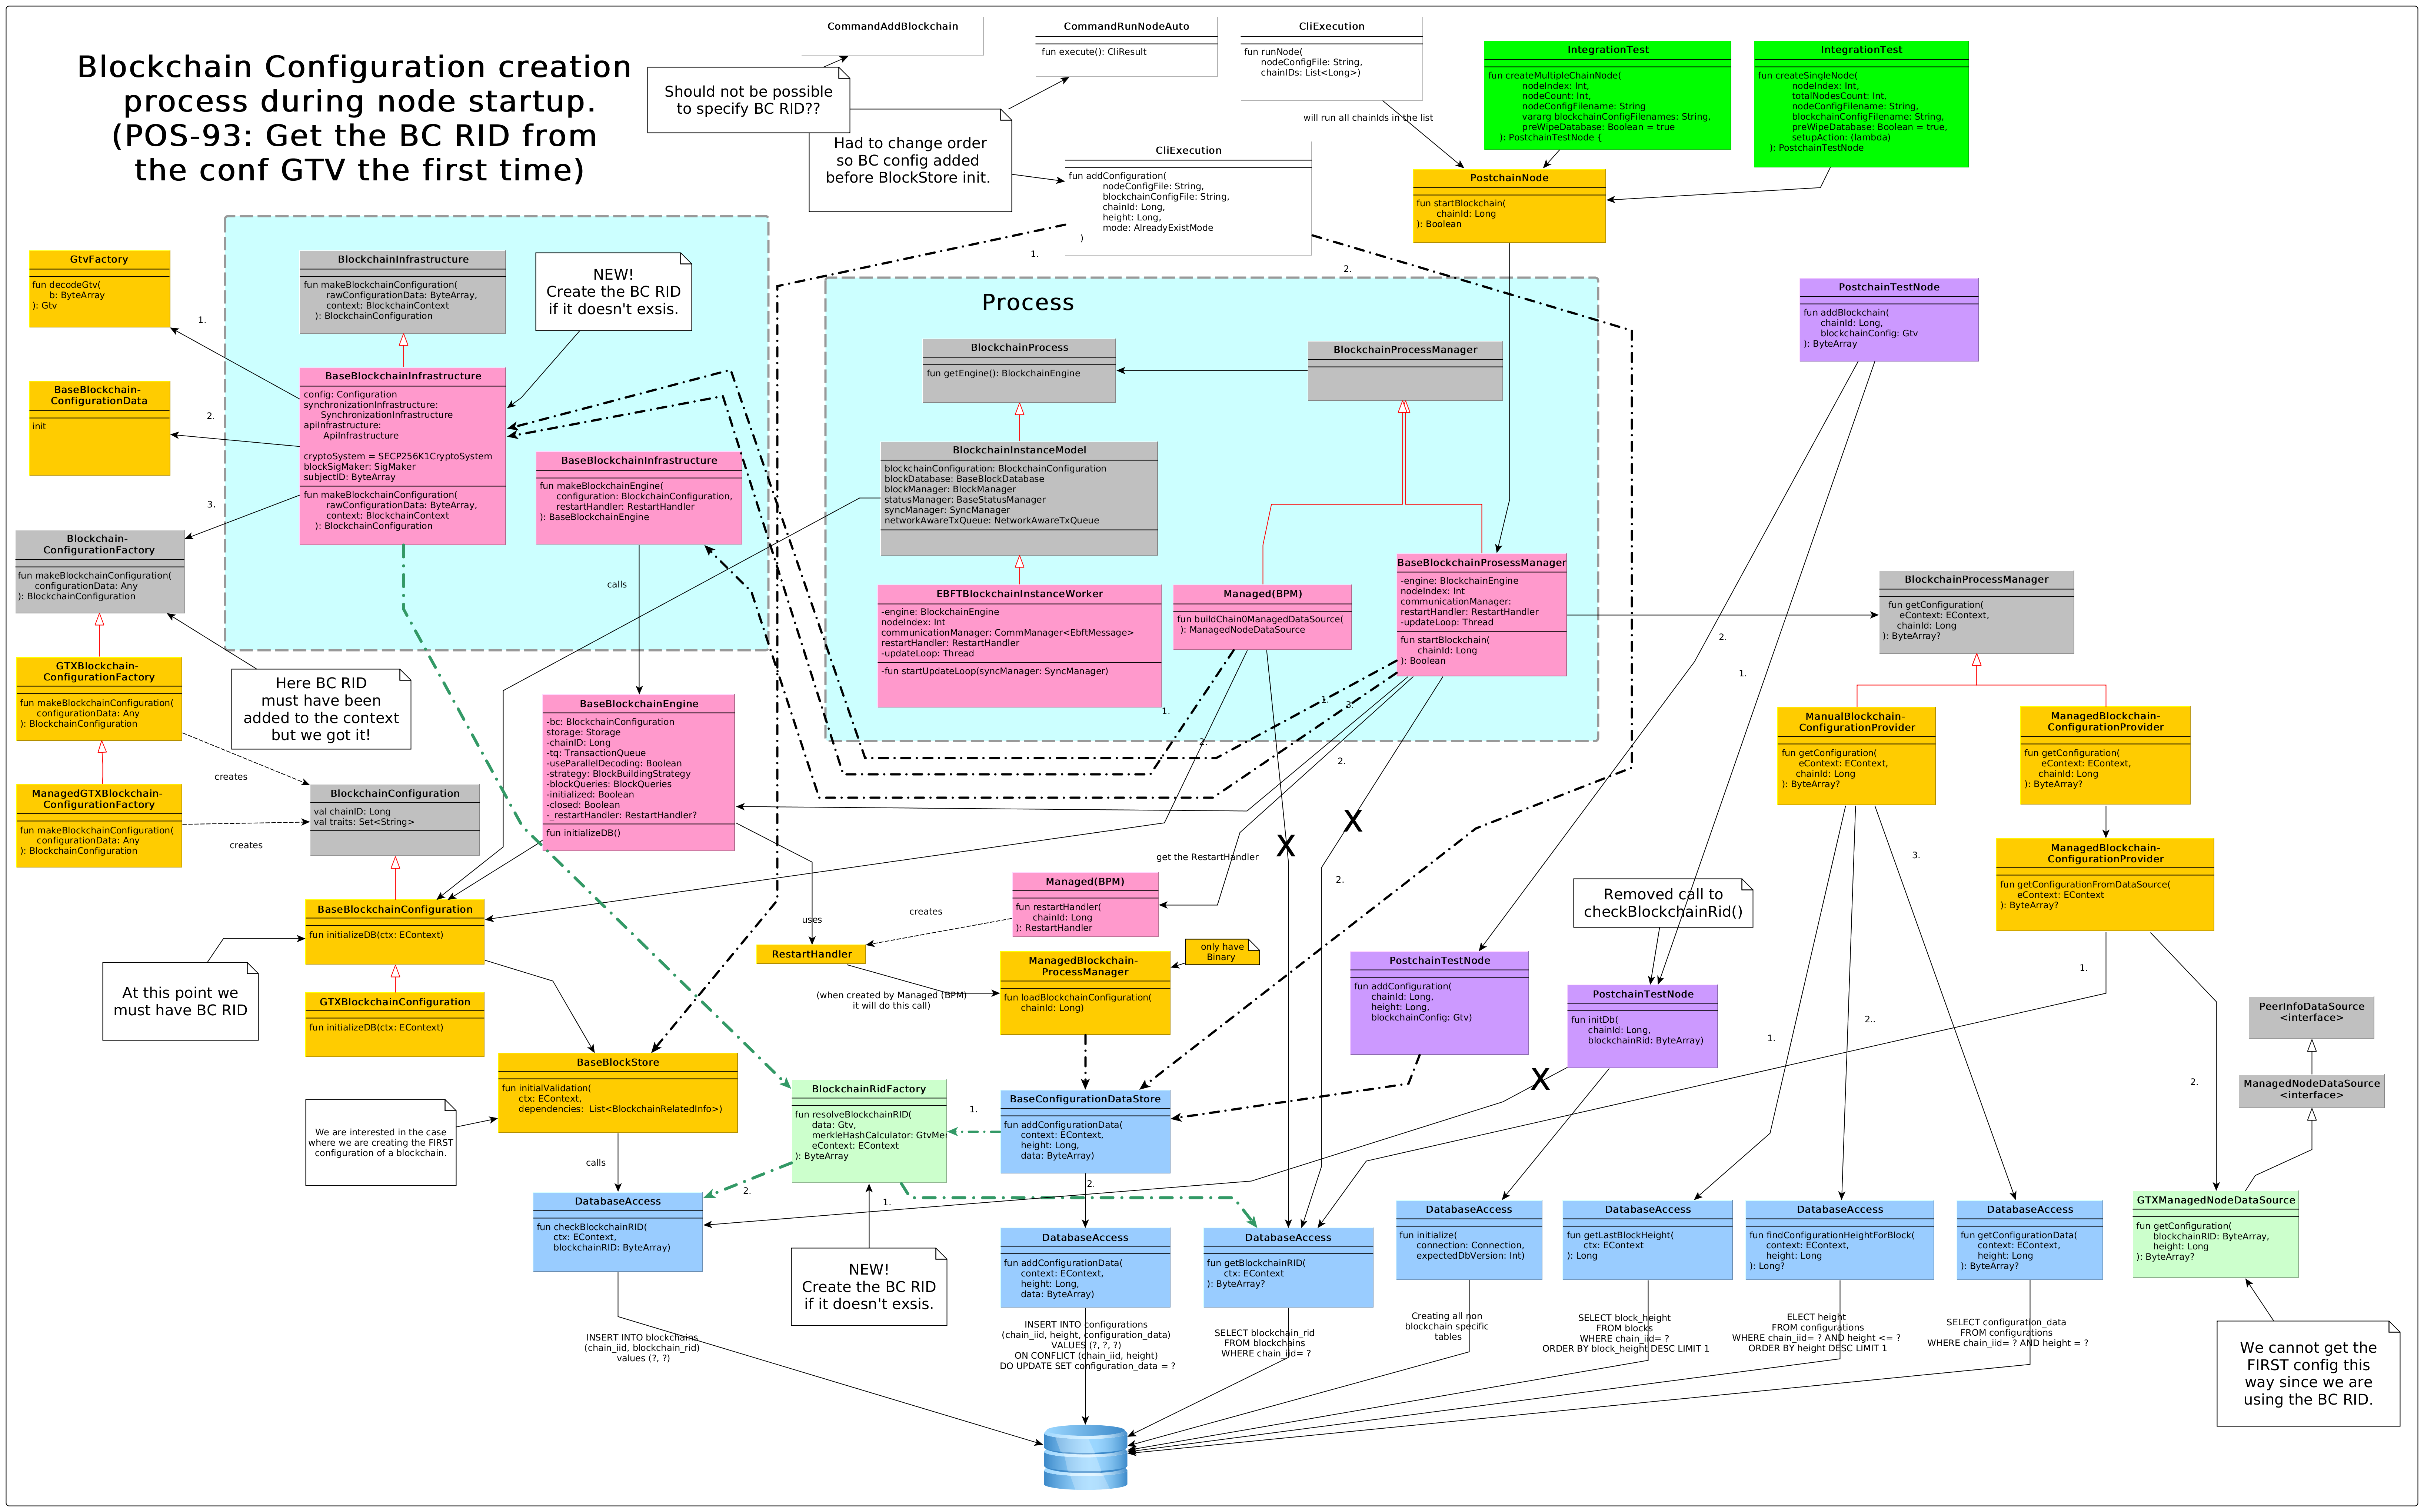 Blockchain Configuration creation
process during node startup.
(POS-93: Get the BC RID from
the conf GTV the first time)
CommandAddBlockchain
Should not be possible
to specify BC RID??
CommandRunNodeAuto
fun execute(): CliResult
CliExecution
fun runNode(
nodeConfigFile: String,
chainIDs: List<Long>)
will run all chainIds in the list
Had to change order
so BC config added
before BlockStore init.
CliExecution
fun addConfiguration(
nodeConfigFile: String,
blockchainConfigFile: String,
chainId: Long,
height: Long,
mode: AlreadyExistMode
)
1.
2.
IntegrationTest
fun createMultipleChainNode(
nodeIndex: Int,
nodeCount: Int,
nodeConfigFilename: String
vararg blockchainConfigFilenames: String,
preWipeDatabase: Boolean = true
): PostchainTestNode {
IntegrationTest
fun createSingleNode(
nodeIndex: Int,
totalNodesCount: Int,
nodeConfigFilename: String,
blockchainConfigFilename: String,
preWipeDatabase: Boolean = true,
setupAction: (lambda)
): PostchainTestNode
PostchainNode
fun startBlockchain(
chainId: Long
): Boolean
GtvFactory
fun decodeGtv(
b: ByteArray
): Gtv
1.
BaseBlockchain-
ConfigurationData
init
2.
3.
BlockchainInfrastructure
fun makeBlockchainConfiguration(
rawConfigurationData: ByteArray,
context: BlockchainContext
): BlockchainConfiguration
NEW!
Create the BC RID
if it doesn't exsis.
BaseBlockchainInfrastructure
config: Configuration
synchronizationInfrastructure:
SynchronizationInfrastructure
apiInfrastructure:
ApiInfrastructure
cryptoSystem = SECP256K1CryptoSystem
blockSigMaker: SigMaker
subjectID: ByteArray
fun makeBlockchainConfiguration(
rawConfigurationData: ByteArray,
context: BlockchainContext
): BlockchainConfiguration
BaseBlockchainInfrastructure
fun makeBlockchainEngine(
configuration: BlockchainConfiguration,
restartHandler: RestartHandler
): BaseBlockchainEngine
calls
Process
BlockchainProcess
fun getEngine(): BlockchainEngine
BlockchainProcessManager
BlockchainInstanceModel
blockchainConfiguration: BlockchainConfiguration
blockDatabase: BaseBlockDatabase
blockManager: BlockManager
statusManager: BaseStatusManager
syncManager: SyncManager
networkAwareTxQueue: NetworkAwareTxQueue
EBFTBlockchainInstanceWorker
-engine: BlockchainEngine
nodeIndex: Int
communicationManager: CommManager<EbftMessage>
restartHandler: RestartHandler
-updateLoop: Thread
-fun startUpdateLoop(syncManager: SyncManager)
Managed(BPM)
fun buildChain0ManagedDataSource(
): ManagedNodeDataSource
BaseBlockchainProsessManager
-engine: BlockchainEngine
nodeIndex: Int
communicationManager:
restartHandler: RestartHandler
-updateLoop: Thread
fun startBlockchain(
chainId: Long
): Boolean
1.
1.
3.
2.
2.
PostchainTestNode
fun addBlockchain(
chainId: Long,
blockchainConfig: Gtv
): ByteArray
2.
1.
BlockchainProcessManager
fun getConfiguration(
eContext: EContext,
chainId: Long
): ByteArray?
ManualBlockchain-
ConfigurationProvider
fun getConfiguration(
eContext: EContext,
chainId: Long
): ByteArray?
ManagedBlockchain-
ConfigurationProvider
fun getConfiguration(
eContext: EContext,
chainId: Long
): ByteArray?
ManagedBlockchain-
ConfigurationProvider
fun getConfigurationFromDataSource(
eContext: EContext
): ByteArray?
Blockchain-
ConfigurationFactory
fun makeBlockchainConfiguration(
configurationData: Any
): BlockchainConfiguration
GTXBlockchain-
ConfigurationFactory
fun makeBlockchainConfiguration(
configurationData: Any
): BlockchainConfiguration
creates
ManagedGTXBlockchain-
ConfigurationFactory
fun makeBlockchainConfiguration(
configurationData: Any
): BlockchainConfiguration
creates
Here BC RID
must have been
added to the context
but we got it!
BlockchainConfiguration
val chainID: Long
val traits: Set<String>
BaseBlockchainEngine
-bc: BlockchainConfiguration
storage: Storage
-chainID: Long
-tq: TransactionQueue
-useParallelDecoding: Boolean
-strategy: BlockBuildingStrategy
-blockQueries: BlockQueries
-initialized: Boolean
-closed: Boolean
-_restartHandler: RestartHandler?
fun initializeDB()
BaseBlockchainConfiguration
fun initializeDB(ctx: EContext)
At this point we
must have BC RID
GTXBlockchainConfiguration
fun initializeDB(ctx: EContext)
uses
RestartHandler
creates
get the RestartHandler
Managed(BPM)
fun restartHandler(
chainId: Long
): RestartHandler
X
X
2.
(when created by Managed (BPM)
it will do this call)
ManagedBlockchain-
ProcessManager
fun loadBlockchainConfiguration(
chainId: Long)
only have
Binary
PostchainTestNode
fun addConfiguration(
chainId: Long,
height: Long,
blockchainConfig: Gtv)
Removed call to
checkBlockchainRid()
PostchainTestNode
fun initDb(
chainId: Long,
blockchainRid: ByteArray)
X
1.
2..
3.
1.
2.
PeerInfoDataSource
<interface>
ManagedNodeDataSource
<interface>
We are interested in the case
where we are creating the FIRST
configuration of a blockchain.
BaseBlockStore
fun initialValidation(
ctx: EContext,
dependencies: List<BlockchainRelatedInfo>)
calls
BlockchainRidFactory
fun resolveBlockchainRID(
data: Gtv,
merkleHashCalculator: GtvMer
eContext: EContext
): ByteArray
1.
2.
BaseConfigurationDataStore
fun addConfigurationData(
context: EContext,
height: Long,
data: ByteArray)
2.
1.
NEW!
Create the BC RID
if it doesn't exsis.
DatabaseAccess
fun checkBlockchainRID(
ctx: EContext,
blockchainRID: ByteArray)
DatabaseAccess
fun addConfigurationData(
context: EContext,
height: Long,
data: ByteArray)
DatabaseAccess
fun getBlockchainRID(
ctx: EContext
): ByteArray?
DatabaseAccess
fun initialize(
connection: Connection,
expectedDbVersion: Int)
DatabaseAccess
fun getLastBlockHeight(
ctx: EContext
): Long
DatabaseAccess
fun findConfigurationHeightForBlock(
context: EContext,
height: Long
): Long?
DatabaseAccess
fun getConfigurationData(
context: EContext,
height: Long
): ByteArray?
GTXManagedNodeDataSource
fun getConfiguration(
blockchainRID: ByteArray,
height: Long
): ByteArray?
INSERT INTO blockchains
(chain_iid, blockchain_rid)
values (?, ?)
INSERT INTO configurations
(chain_iid, height, configuration_data)
VALUES (?, ?, ?)
ON CONFLICT (chain_iid, height)
DO UPDATE SET configuration_data = ?
SELECT blockchain_rid
FROM blockchains
WHERE chain_iid= ?
Creating all non
blockchain specific
tables
SELECT block_height
FROM blocks
WHERE chain_iid= ?
ORDER BY block_height DESC LIMIT 1
ELECT height
FROM configurations
WHERE chain_iid= ? AND height <= ?
ORDER BY height DESC LIMIT 1
SELECT configuration_data
FROM configurations
WHERE chain_iid= ? AND height = ?
We cannot get the
FIRST config this
way since we are
using the BC RID.